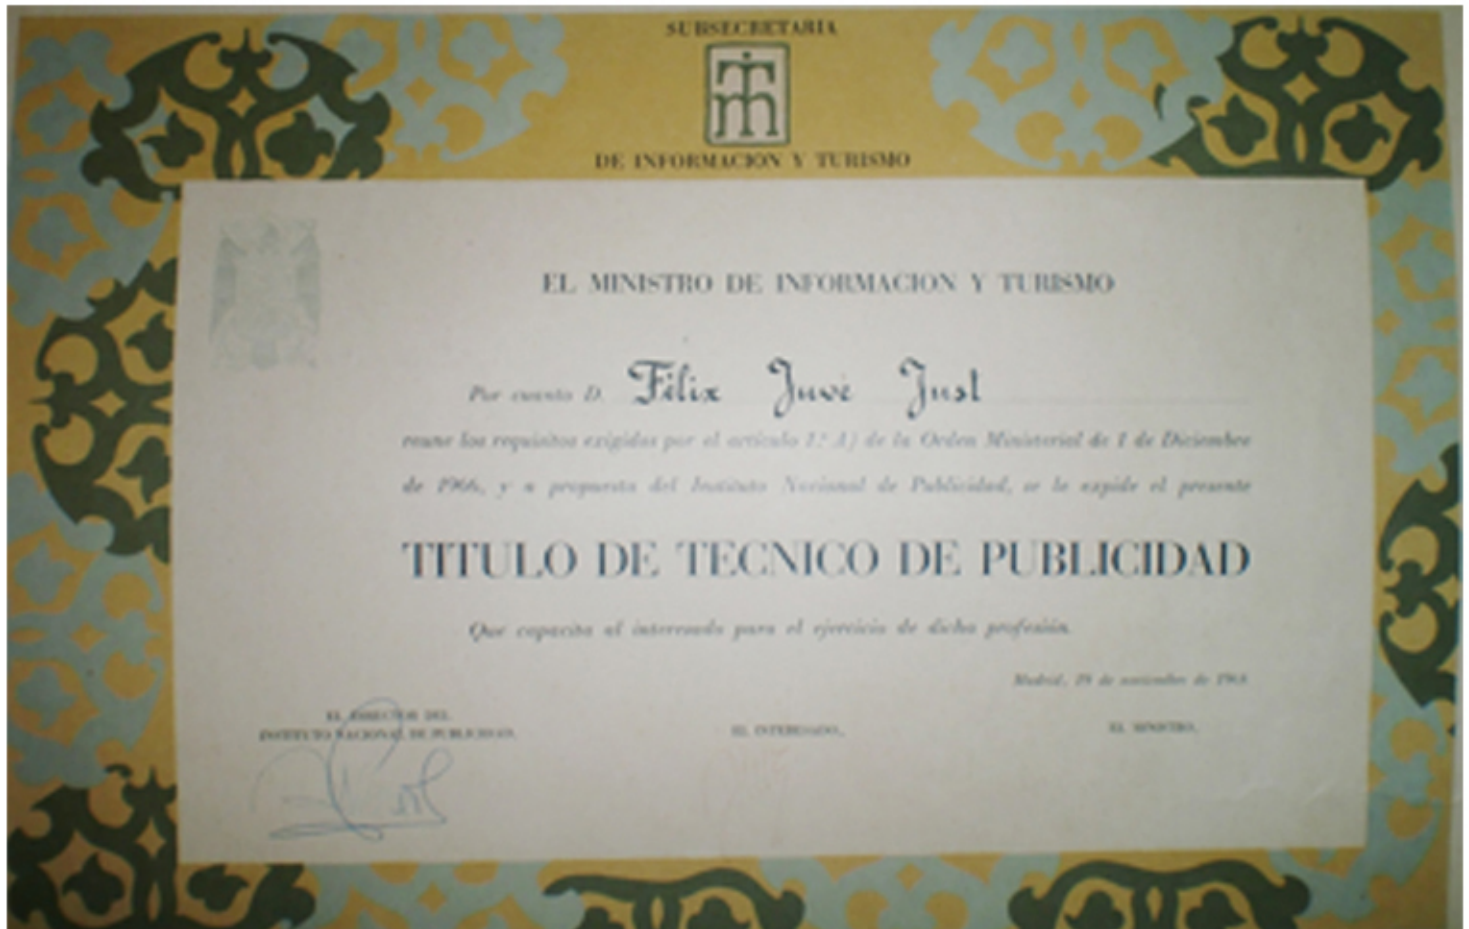 SUBSECRETARIA
DE INFORMACION Y TURISMO
EL MINISTRO DE INFORMACION Y TURISMO
Por cuanto D. Félix Juvé Just
reune los requisitos exigidos por el artículo 1.º A) de la Orden Ministerial de 1 de Diciembre
de 1966, y a propuesta del Instituto Nacional de Publicidad, se le expide el presente
TITULO DE TECNICO DE PUBLICIDAD
Que capacita al interesado para el ejercicio de dicha profesión.
Madrid, de noviembre de
EL DIRECTOR DEL
INSTITUTO NACIONAL DE PUBLICIDAD,
EL INTERESADO,
EL MINISTRO,